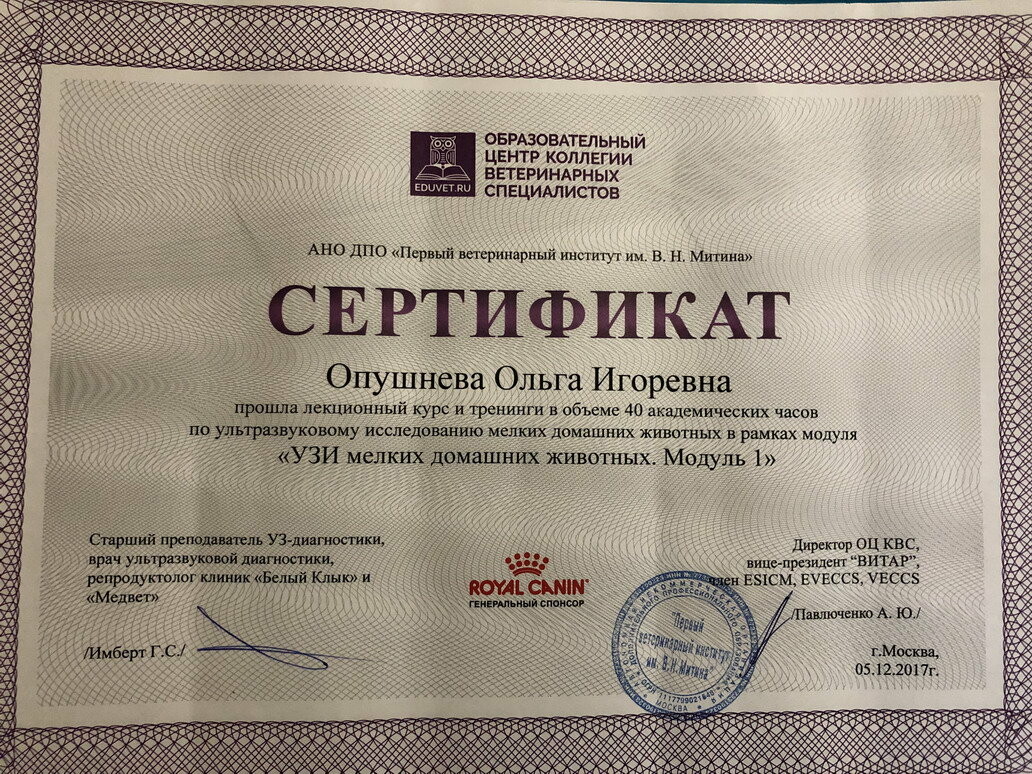 ОБРАЗОВАТЕЛЬНЫЙ
ЦЕНТР КОЛЛЕГИИ
ВЕТЕРИНАРНЫХ
СПЕЦИАЛИСТОВ
EDUVET.RU
АНО ДПО «Первый ветеринарный институт им. В. Н. Митина»
СЕРТИФИКАТ
Опушнева Ольга Игоревна
прошла лекционный курс и тренинги в объеме 40 академических часов
по ультразвуковому исследованию мелких домашних животных в рамках модуля
«УЗИ мелких домашних животных. Модуль 1»
Старший преподаватель УЗ-диагностики,
врач ультразвуковой диагностики,
репродуктолог клиник «Белый Клык» и
«Медвет»
/Имберт Г.С./
ROYAL CANIN
ГЕНЕРАЛЬНЫЙ СПОНСОР
Директор ОЦ КВС,
вице-президент “ВИТАР”,
член ESICM, EVECCS, VECCS
/Павлюченко А. Ю./
г.Москва,
05.12.2017г.
"Первый
ветеринарный институт
им. В.Н.Митина"
МОСКВА